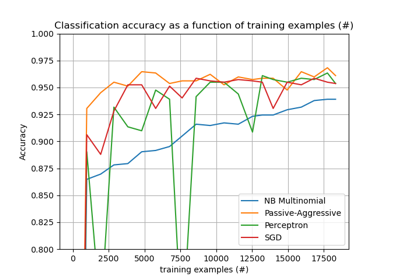 Classification accuracy as a function of training examples (#)
1.000
0.975
0.950
0.925
0.900
0.875
0.850
0.825
0.800
Accuracy
NB Multinomial
Passive-Aggressive
Perceptron
SGD
0 2500 5000 7500 10000 12500 15000 17500
training examples (#)